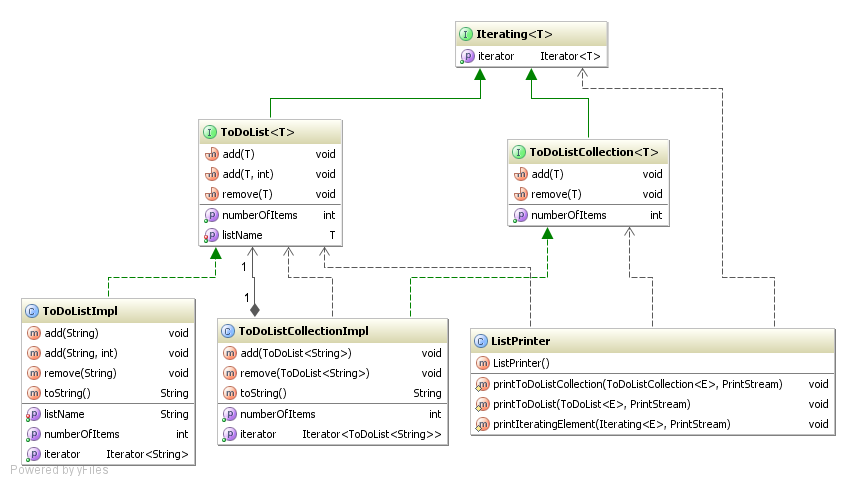 Iterating<T>
iterator Iterator<T>
ToDoList<T>
add(T) void
add(T, int) void
remove(T) void
numberOfItems int
listName T
ToDoListCollection<T>
add(T) void
remove(T) void
numberOfItems int
1
1
ToDoListImpl
add(String) void
add(String, int) void
remove(String) void
toString() String
listName String
numberOfItems int
iterator Iterator<String>
ToDoListCollectionImpl
add(ToDoList<String>) void
remove(ToDoList<String>) void
toString() String
numberOfItems int
iterator Iterator<ToDoList<String>>
ListPrinter
ListPrinter()
printToDoListCollection(ToDoListCollection<E>, PrintStream) void
printToDoList(ToDoList<E>, PrintStream) void
printIteratingElement(Iterating<E>, PrintStream) void
Powered by yFiles